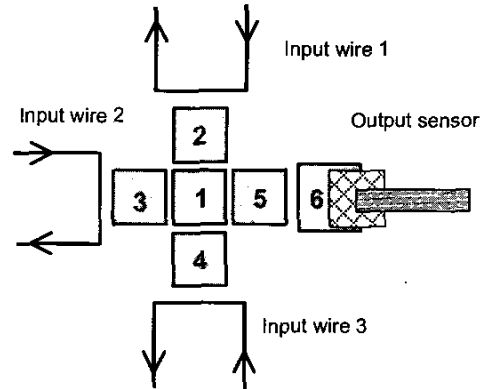 Input wire 1
Input wire 2
Output sensor
2
3 1 5 6
4
Input wire 3